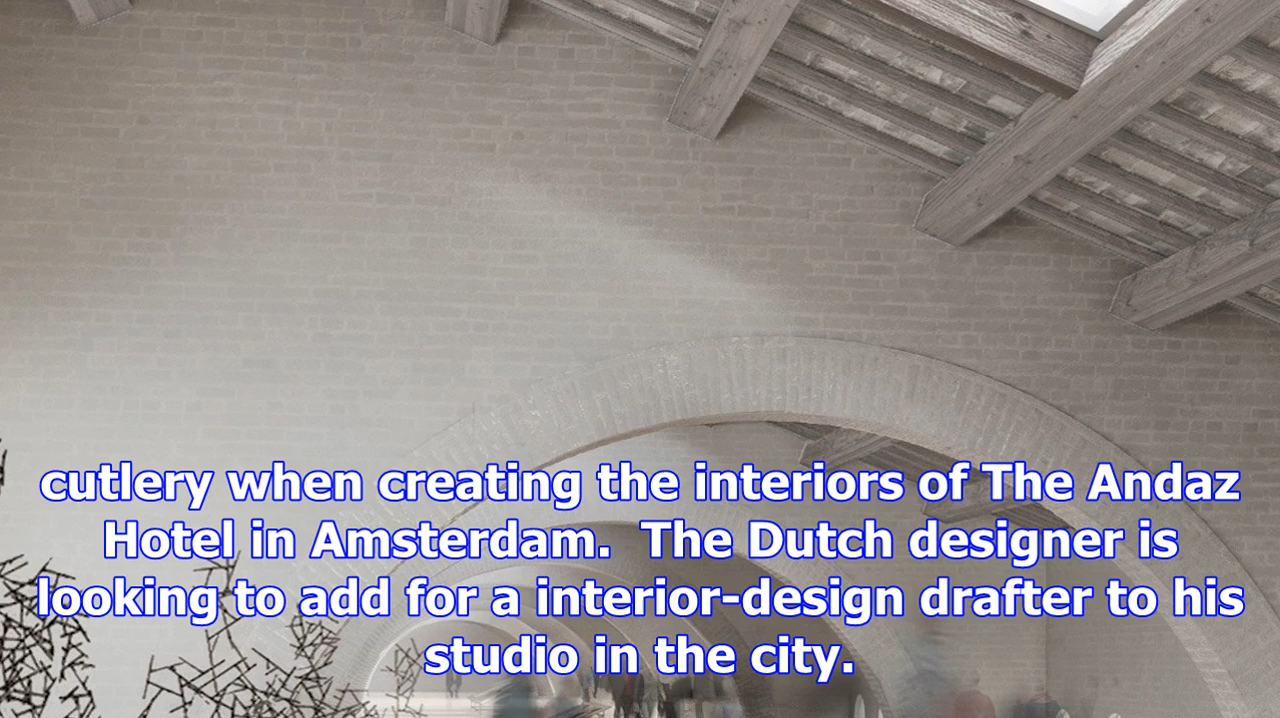 cutlery when creating the interiors of The Andaz
Hotel in Amsterdam.  The Dutch designer is
looking to add for a interior-design drafter to his
studio in the city.